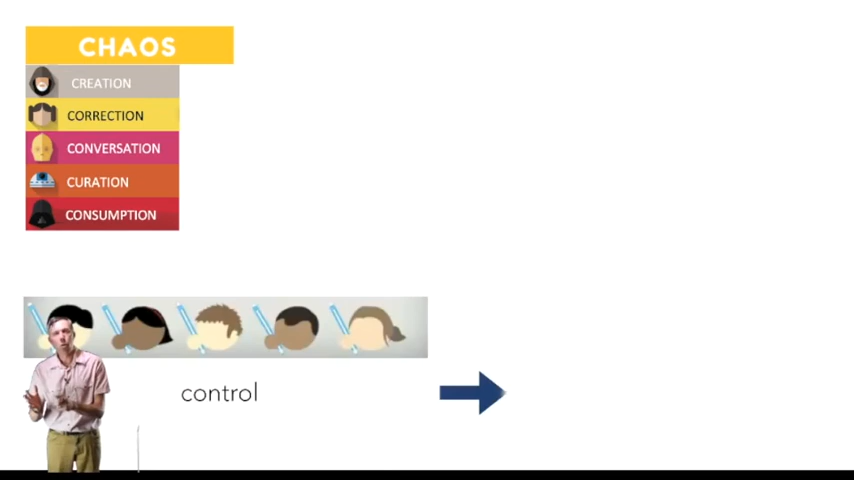 CHAOS
CREATION
CORRECTION
CONVERSATION
CURATION
CONSUMPTION
control